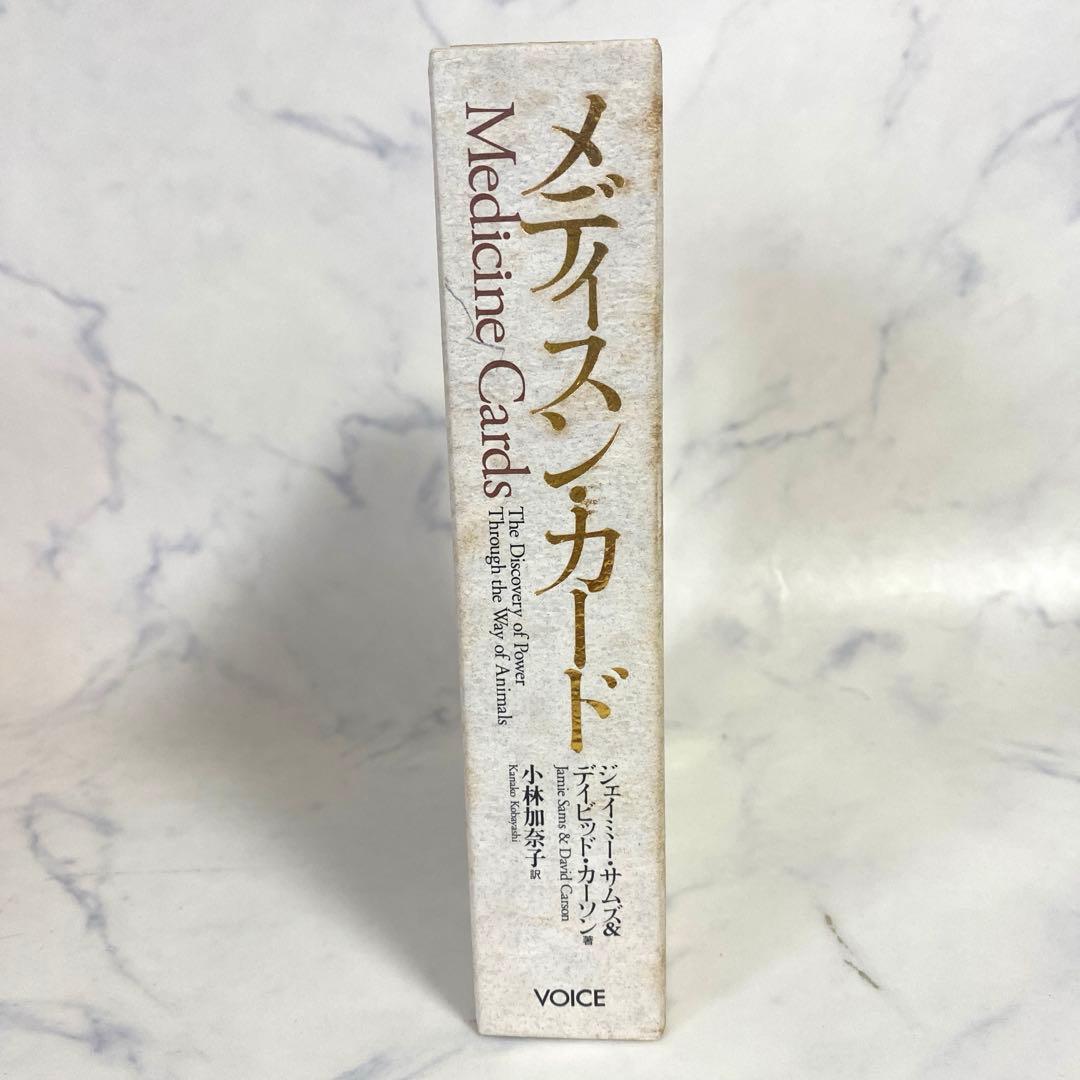 メディスン・カード
Medicine Cards
The Discovery of Power
Through the Way of Animals
ジェイミー・サムズ&
デイビッド・カーソン 著
Jamie Sams & David Carson
小林加奈子 訳
Kanako Kobayashi
VOICE